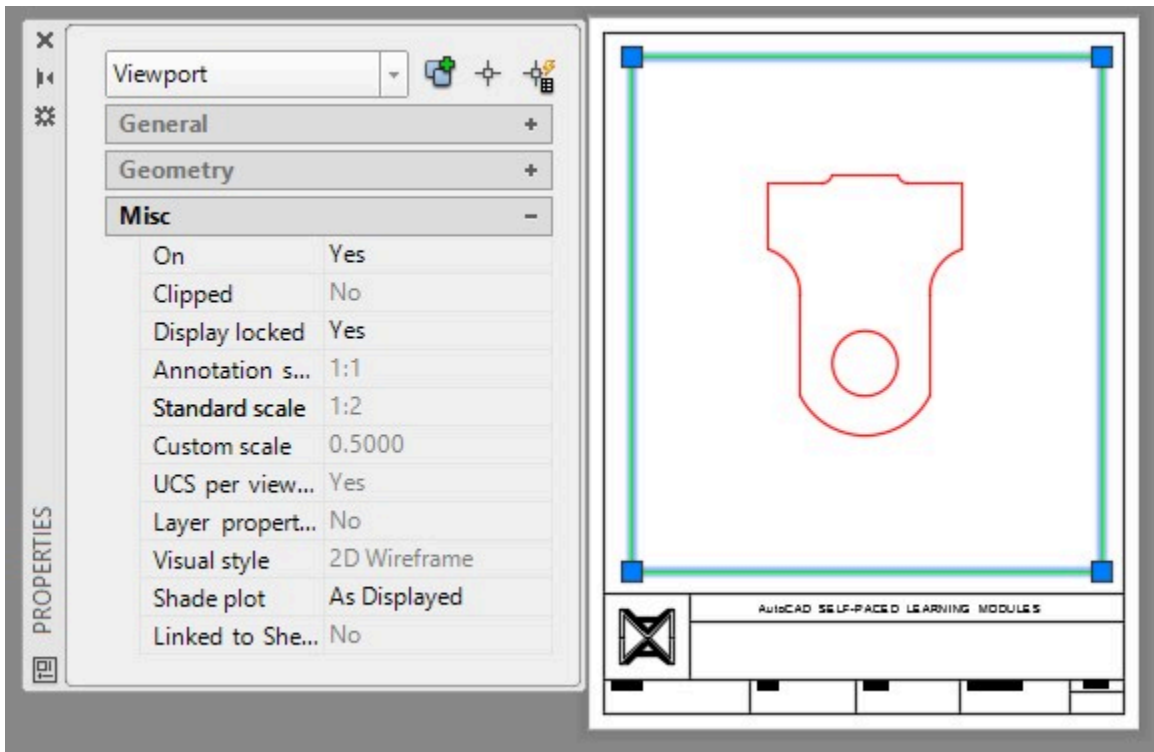 Viewport
General
Geometry
Misc
On Yes
Clipped No
Display locked Yes
Annotation s... 1:1
Standard scale 1:2
Custom scale 0.5000
UCS per view... Yes
Layer propert... No
Visual style 2D Wireframe
Shade plot As Displayed
Linked to She... No
PROPERTIES
AutoCAD SELF-PACED LEARNING MODULES